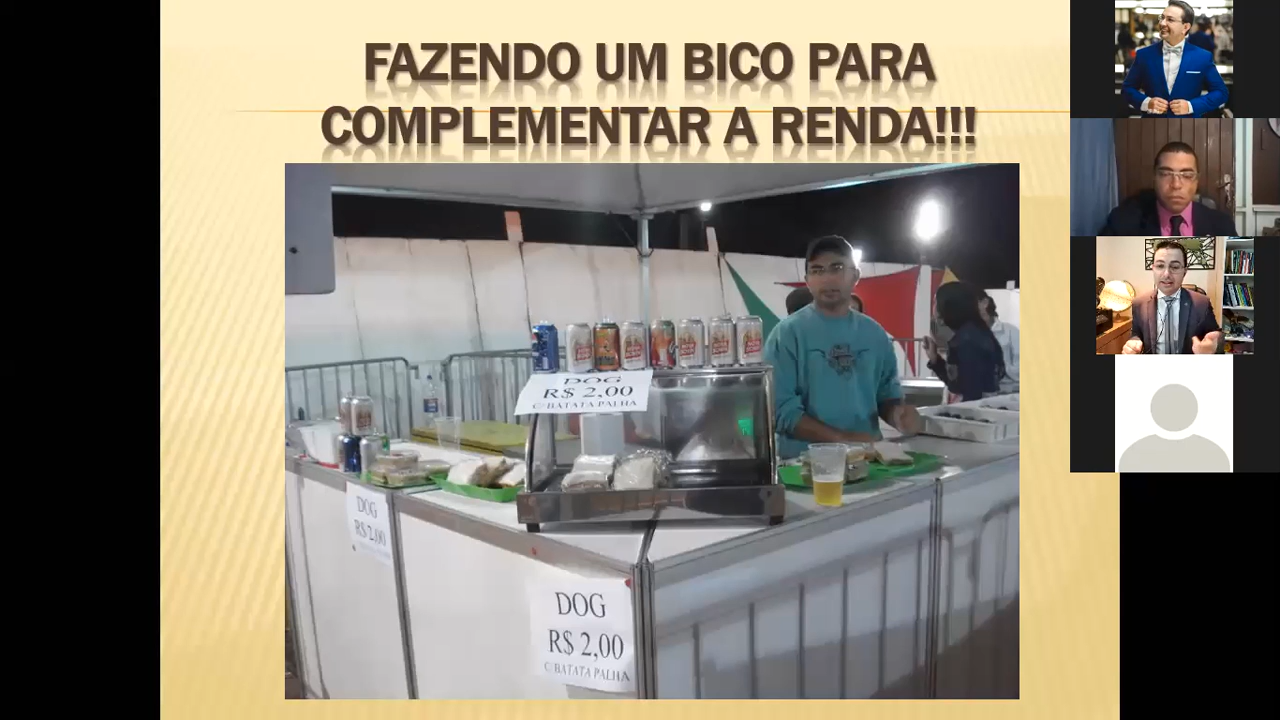 FAZENDO UM BICO PARA
COMPLEMENTAR A RENDA!!!
DOG
R$ 2,00
C/ BATATA PALHA
DOG
R$ 2,00
DOG
R$ 2,00
C/ BATATA PALHA